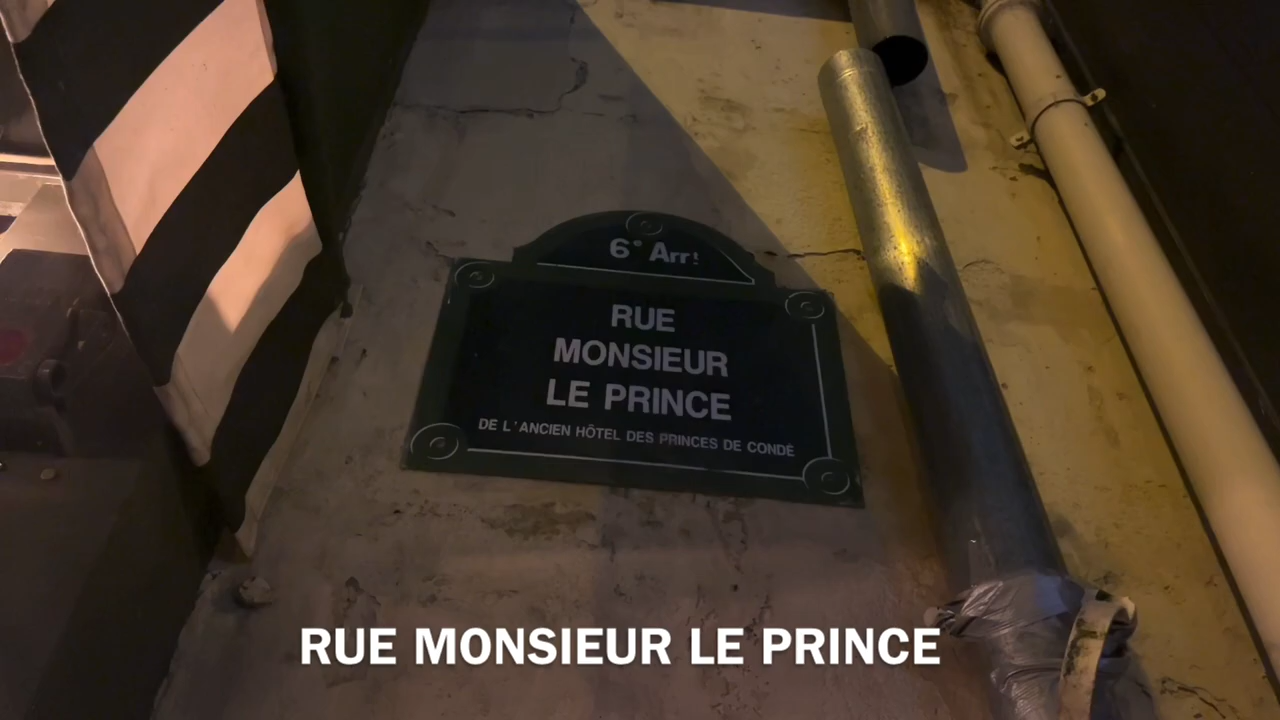 6e Arrt
RUE
MONSIEUR
LE PRINCE
DE L'ANCIEN HÔTEL DES PRINCES DE CONDÉ
RUE MONSIEUR LE PRINCE